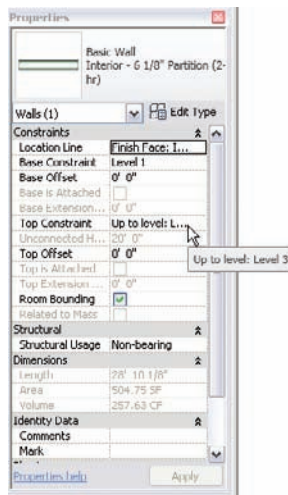 Properties
Basic Wall
Interior - 6 1/8" Partition (2-
hr)
Walls (1) Edit Type
Constraints
Location Line Finish Face: I...
Base Constraint Level 1
Base Offset 0' 0"
Base is Attached
Base Extension... 0' 0"
Top Constraint Up to level: L...
Unconnected H... 20' 0"
Top Offset 0' 0"
Top is Attached
Top Extension ... 0' 0"
Room Bounding
Related to Mass
Structural
Structural Usage Non-bearing
Dimensions
Length 28' 10 1/8"
Area 504.75 SF
Volume 257.63 CF
Identity Data
Comments
Mark
Properties help Apply
Up to level: Level 3